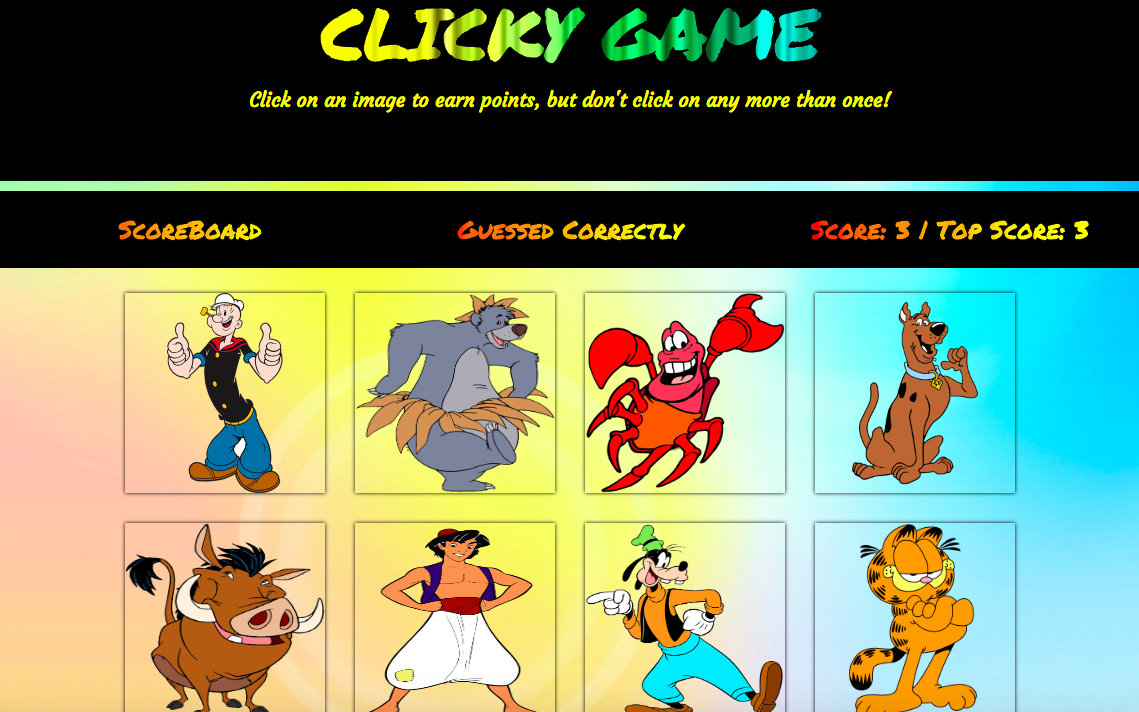 CLICKY GAME
Click on an image to earn points, but don't click on any more than once!
ScoreBoard Guessed Correctly Score: 3 / Top Score: 3